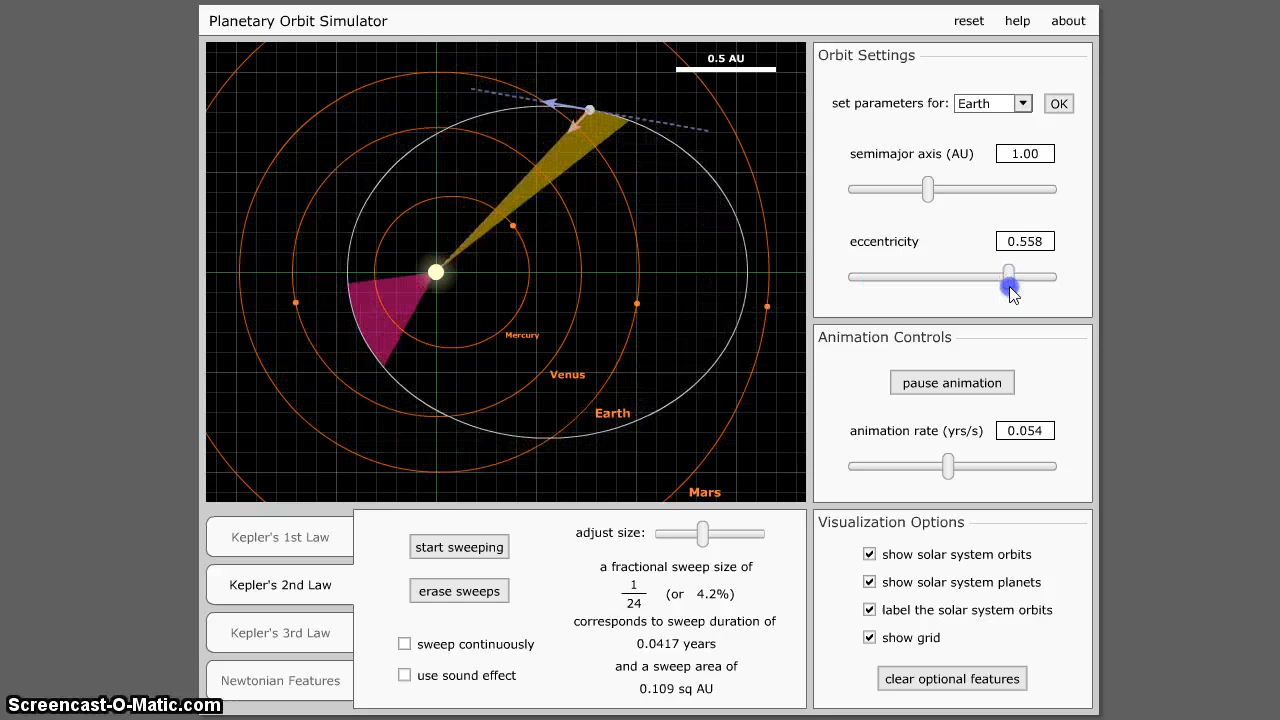 Planetary Orbit Simulator
reset help about
0.5 AU
Mercury
Venus
Earth
Mars
Orbit Settings
set parameters for: Earth OK
semimajor axis (AU) 1.00
eccentricity 0.558
Animation Controls
pause animation
animation rate (yrs/s) 0.054
Kepler's 1st Law
Kepler's 2nd Law
Kepler's 3rd Law
Newtonian Features
start sweeping
erase sweeps
sweep continuously
use sound effect
adjust size:
a fractional sweep size of
1
24
(or 4.2%)
corresponds to sweep duration of
0.0417 years
and a sweep area of
0.109 sq AU
Visualization Options
show solar system orbits
show solar system planets
label the solar system orbits
show grid
clear optional features
Screencast-O-Matic.com